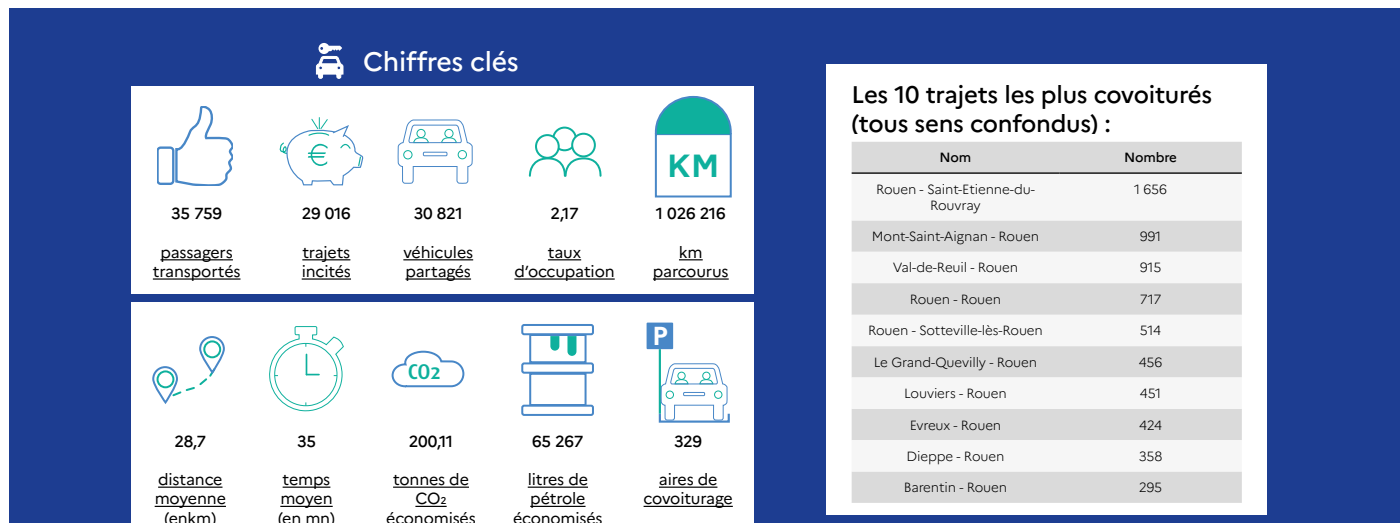 Chiffres clés
€
KM
35 759
29 016
30 821
2,17
1 026 216
passagers
transportés
trajets
incités
véhicules
partagés
taux
d'occupation
km
parcourus
CO2
P
28,7
35
200,11
65 267
329
distance
moyenne
(enkm)
temps
moyen
(en mn)
tonnes de
CO2
économisés
litres de
pétrole
économisés
aires de
covoiturage
Les 10 trajets les plus covoiturés
(tous sens confondus) :
Nom Nombre
Rouen - Saint-Etienne-du-
Rouvray 1 656
Mont-Saint-Aignan - Rouen 991
Val-de-Reuil - Rouen 915
Rouen - Rouen 717
Rouen - Sotteville-lès-Rouen 514
Le Grand-Quevilly - Rouen 456
Louviers - Rouen 451
Evreux - Rouen 424
Dieppe - Rouen 358
Barentin - Rouen 295